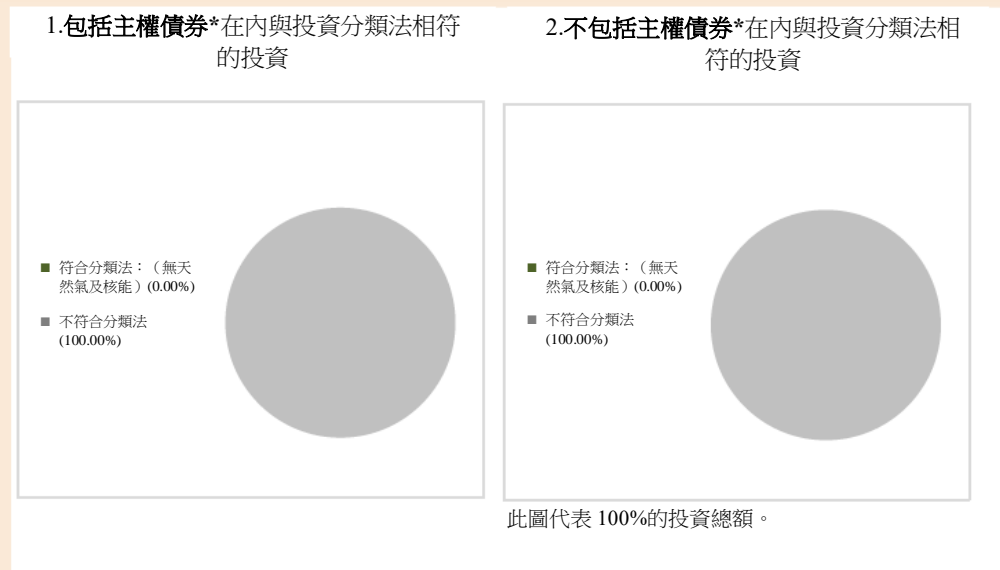 1.包括主權債券*在內與投資分類法相符
的投資
符合分類法：（無天
然氣及核能）(0.00%)
不符合分類法
(100.00%)
2.不包括主權債券*在內與投資分類法相
符的投資
符合分類法：（無天
然氣及核能）(0.00%)
不符合分類法
(100.00%)
此圖代表 100%的投資總額。